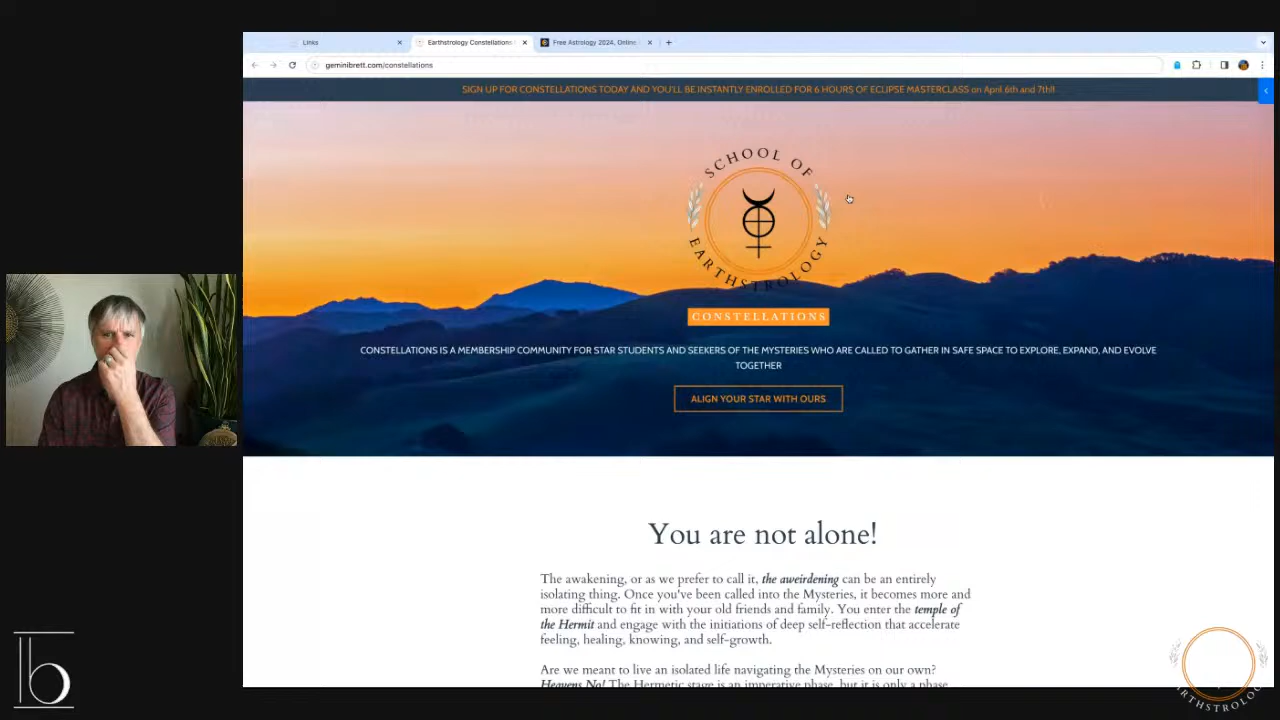 Links
Earthstrology Constellations
Free Astrology 2024, Online
geminibrett.com/constellations
SIGN UP FOR CONSTELLATIONS TODAY AND YOU'LL BE INSTANTLY ENROLLED FOR 6 HOURS OF ECLIPSE MASTERCLASS on April 6th and 7th!!
SCHOOL OF
EARTHSTROLOGY
CONSTELLATIONS
CONSTELLATIONS IS A MEMBERSHIP COMMUNITY FOR STAR STUDENTS AND SEEKERS OF THE MYSTERIES WHO ARE CALLED TO GATHER IN SAFE SPACE TO EXPLORE, EXPAND, AND EVOLVE
TOGETHER
ALIGN YOUR STAR WITH OURS
You are not alone!
The awakening, or as we prefer to call it, the aweirdening can be an entirely
isolating thing. Once you've been called into the Mysteries, it becomes more and
more difficult to fit in with your old friends and family. You enter the temple of
the Hermit and engage with the initiations of deep self-reflection that accelerate
feeling, healing, knowing, and self-growth.
Are we meant to live an isolated life navigating the Mysteries on our own?
Heavens No! The Hermetic stage is an imperative phase, but it is only a phase
b
ARTHSTROLO